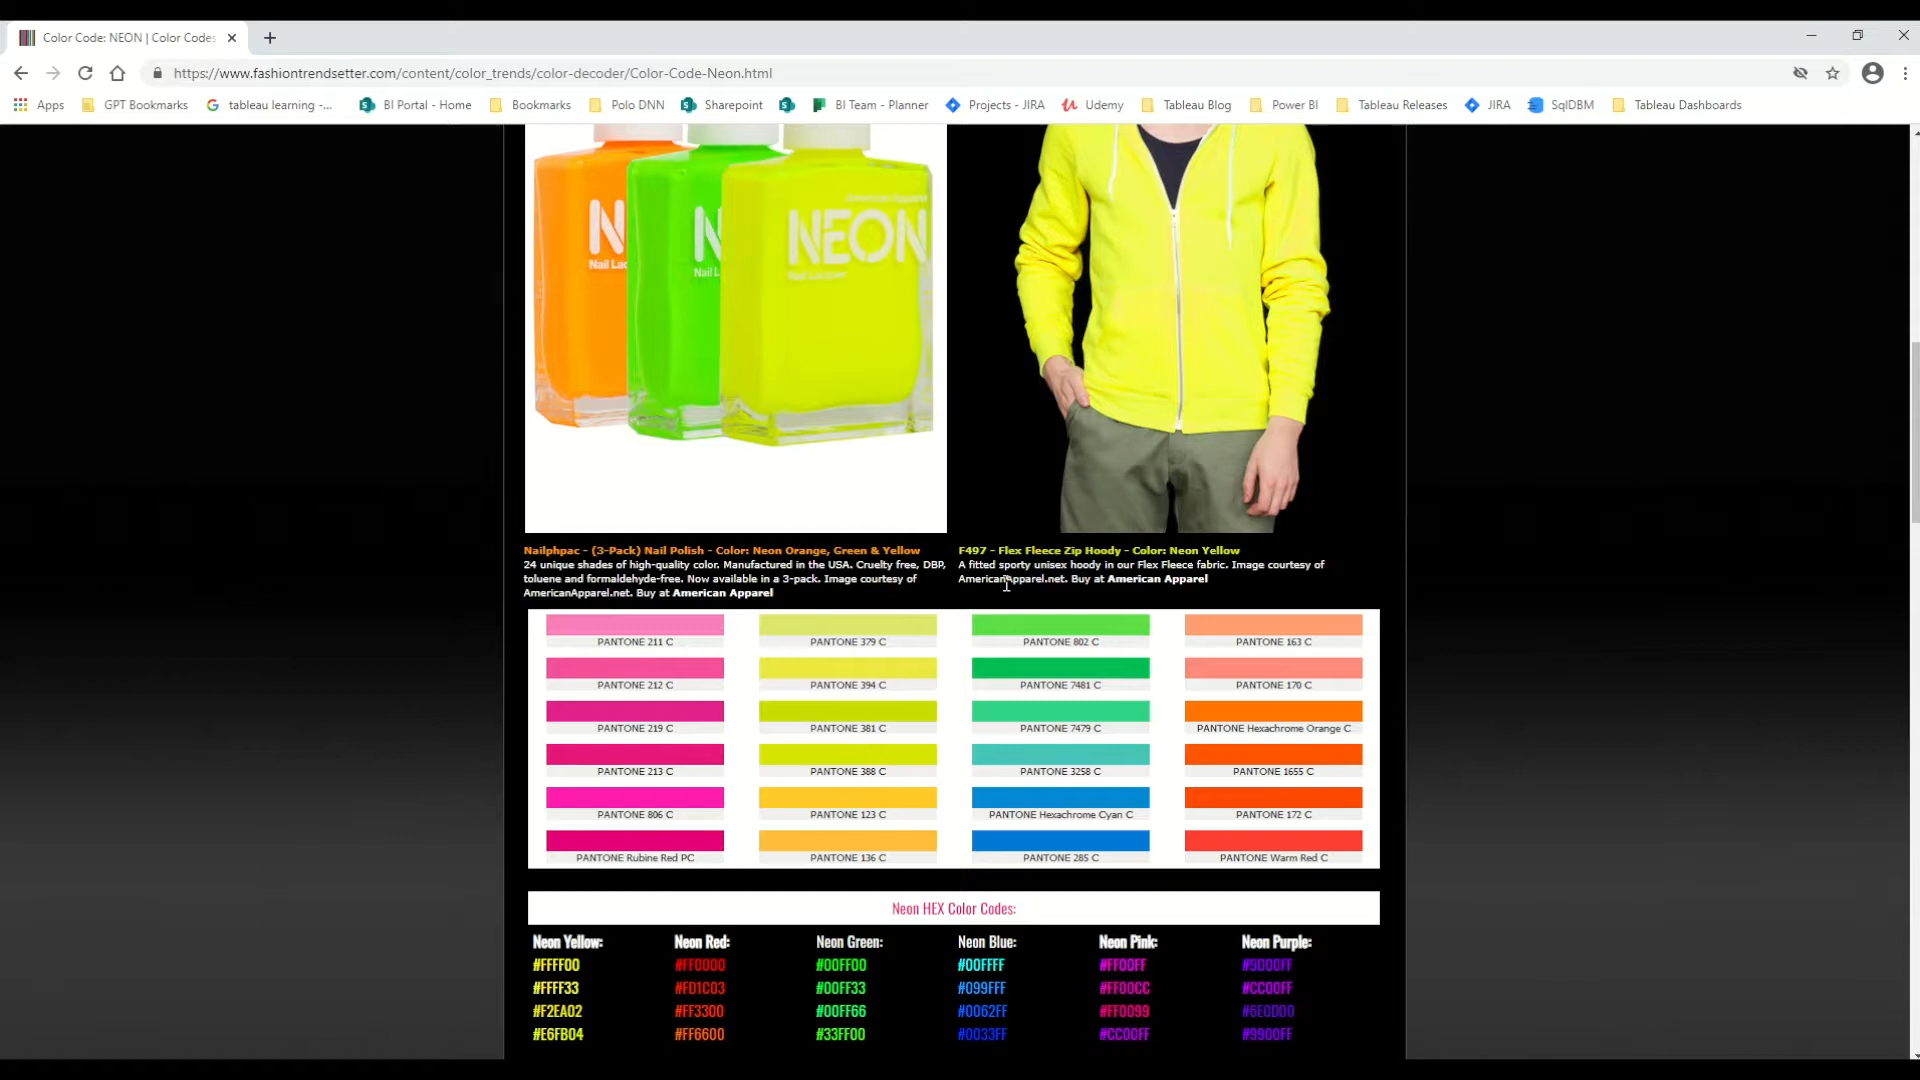 Color Code: NEON | Color Codes
https://www.fashiontrendsetter.com/content/color_trends/color-decoder/Color-Code-Neon.html
Apps GPT Bookmarks tableau learning -... BI Portal - Home Bookmarks Polo DNN Sharepoint BI Team - Planner Projects - JIRA Udemy Tableau Blog Power BI Tableau Releases JIRA SqlDBM Tableau Dashboards
American Apparel
N N NEON
Nail Lac Nail L Nail Lacquer
Nailphpac - (3-Pack) Nail Polish - Color: Neon Orange, Green & Yellow
24 unique shades of high-quality color. Manufactured in the USA. Cruelty free, DBP,
toluene and formaldehyde-free. Now available in a 3-pack. Image courtesy of
AmericanApparel.net. Buy at American Apparel
F497 - Flex Fleece Zip Hoody - Color: Neon Yellow
A fitted sporty unisex hoody in our Flex Fleece fabric. Image courtesy of
AmericanApparel.net. Buy at American Apparel
PANTONE 211 C PANTONE 379 C PANTONE 802 C PANTONE 163 C
PANTONE 212 C PANTONE 394 C PANTONE 7481 C PANTONE 170 C
PANTONE 219 C PANTONE 381 C PANTONE 7479 C PANTONE Hexachrome Orange C
PANTONE 213 C PANTONE 388 C PANTONE 3258 C PANTONE 1655 C
PANTONE 806 C PANTONE 123 C PANTONE Hexachrome Cyan C PANTONE 172 C
PANTONE Rubine Red PC PANTONE 136 C PANTONE 285 C PANTONE Warm Red C
Neon HEX Color Codes:
Neon Yellow: Neon Red: Neon Green: Neon Blue: Neon Pink: Neon Purple:
#FFFF00 #FF0000 #00FF00 #00FFFF #FF00FF #9D00FF
#FFFF33 #FD1C03 #00FF33 #099FFF #FF00CC #CC00FF
#F2EA02 #FF3300 #00FF66 #0062FF #FF0099 #6E0DD0
#E6FB04 #FF6600 #33FF00 #0033FF #CC00FF #9900FF